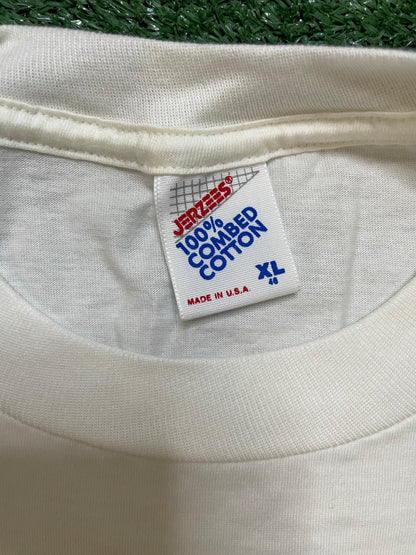 JERZEES®
100%
COMBED
COTTON
XL
46
MADE IN U.S.A.